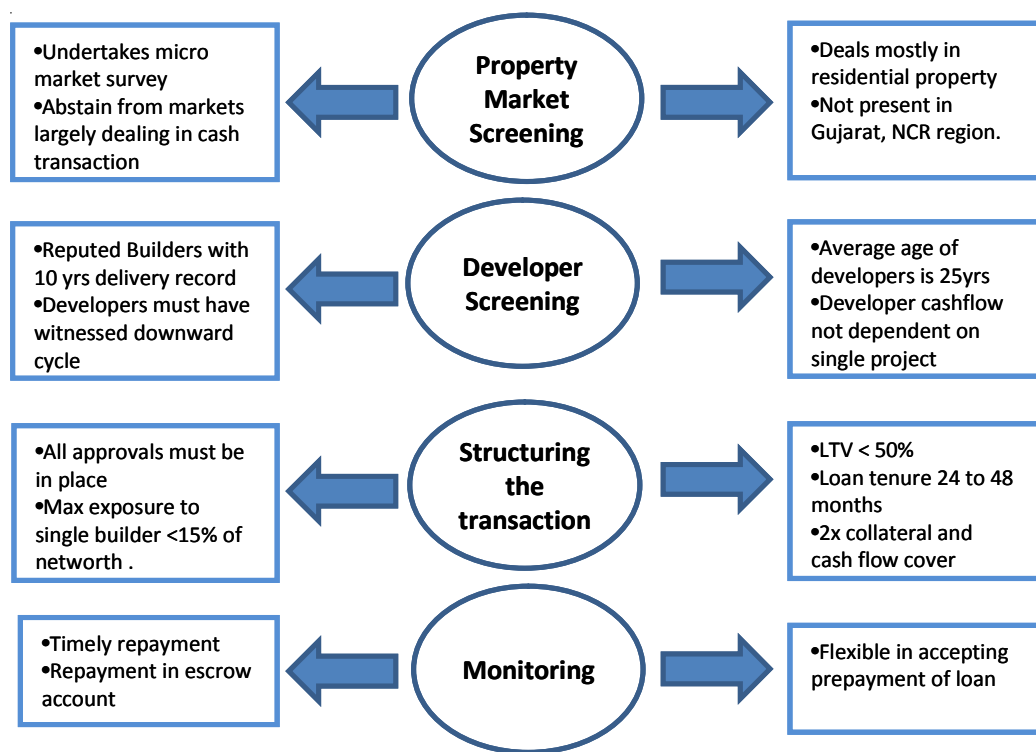 •Undertakes micro
market survey
•Abstain from markets
largely dealing in cash
transaction
Property
Market
Screening
•Deals mostly in
residential property
•Not present in
Gujarat, NCR region.
•Reputed Builders with
10 yrs delivery record
•Developers must have
witnessed downward
cycle
Developer
Screening
•Average age of
developers is 25yrs
•Developer cashflow
not dependent on
single project
•All approvals must be
in place
•Max exposure to
single builder <15% of
networth .
Structuring
the
transaction
•LTV < 50%
•Loan tenure 24 to 48
months
•2x collateral and
cash flow cover
•Timely repayment
•Repayment in escrow
account
Monitoring
•Flexible in accepting
prepayment of loan